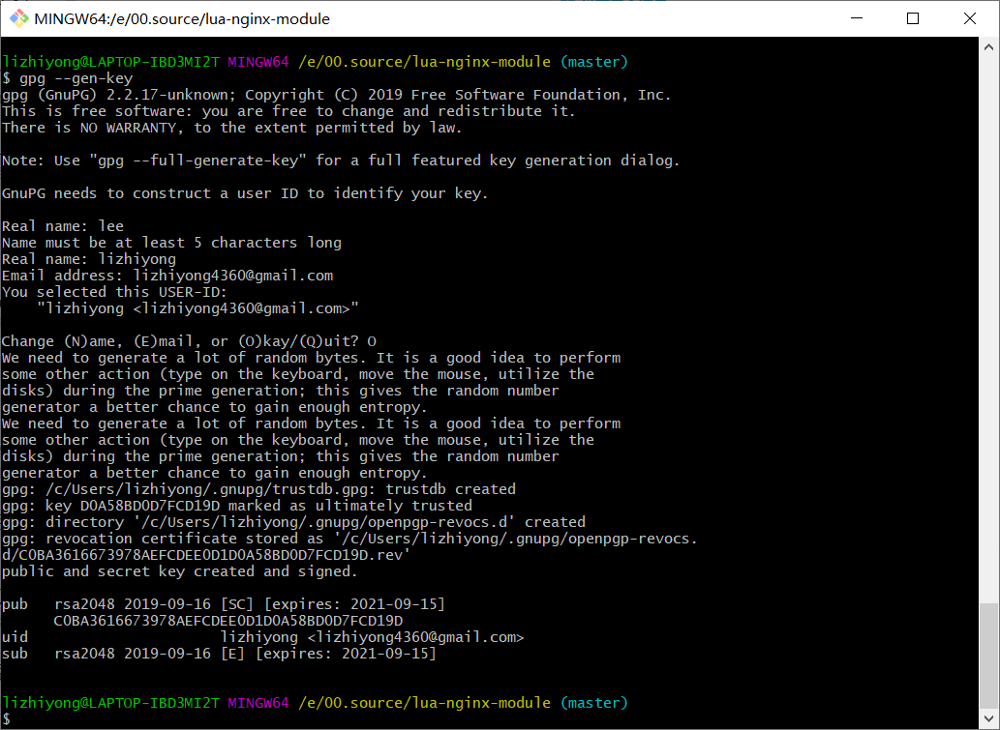 MINGW64:/e/00.source/lua-nginx-module
lizhiyong@LAPTOP-IBD3MI2T MINGW64 /e/00.source/lua-nginx-module (master)
$ gpg --gen-key
gpg (GnuPG) 2.2.17-unknown; Copyright (C) 2019 Free Software Foundation, Inc.
This is free software: you are free to change and redistribute it.
There is NO WARRANTY, to the extent permitted by law.
Note: Use "gpg --full-generate-key" for a full featured key generation dialog.
GnuPG needs to construct a user ID to identify your key.
Real name: lee
Name must be at least 5 characters long
Real name: lizhiyong
Email address: lizhiyong4360@gmail.com
You selected this USER-ID:
    "lizhiyong <lizhiyong4360@gmail.com>"
Change (N)ame, (E)mail, or (O)kay/(Q)uit? O
We need to generate a lot of random bytes. It is a good idea to perform
some other action (type on the keyboard, move the mouse, utilize the
disks) during the prime generation; this gives the random number
generator a better chance to gain enough entropy.
We need to generate a lot of random bytes. It is a good idea to perform
some other action (type on the keyboard, move the mouse, utilize the
disks) during the prime generation; this gives the random number
generator a better chance to gain enough entropy.
gpg: /c/Users/lizhiyong/.gnupg/trustdb.gpg: trustdb created
gpg: key D0A58BD0D7FCD19D marked as ultimately trusted
gpg: directory '/c/Users/lizhiyong/.gnupg/openpgp-revocs.d' created
gpg: revocation certificate stored as '/c/Users/lizhiyong/.gnupg/openpgp-revocs.
d/C0BA3616673978AEFCDEE0D1D0A58BD0D7FCD19D.rev'
public and secret key created and signed.
pub   rsa2048 2019-09-16 [SC] [expires: 2021-09-15]
      C0BA3616673978AEFCDEE0D1D0A58BD0D7FCD19D
uid                      lizhiyong <lizhiyong4360@gmail.com>
sub   rsa2048 2019-09-16 [E] [expires: 2021-09-15]
lizhiyong@LAPTOP-IBD3MI2T MINGW64 /e/00.source/lua-nginx-module (master)
$